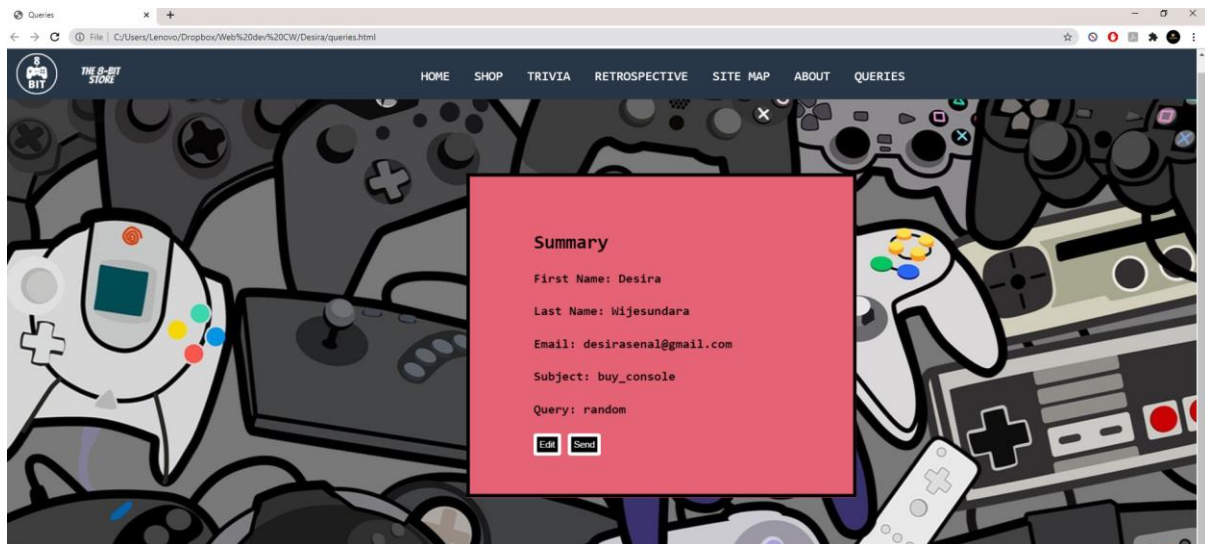 Queries
File | C:/Users/Lenovo/Dropbox/Web%20dev%20CW/Desira/queries.html
8
BIT
THE 8-BIT
STORE
HOME SHOP TRIVIA RETROSPECTIVE SITE MAP ABOUT QUERIES
Summary
First Name: Desira
Last Name: Wijesundara
Email: desirasenal@gmail.com
Subject: buy_console
Query: random
Edit Send